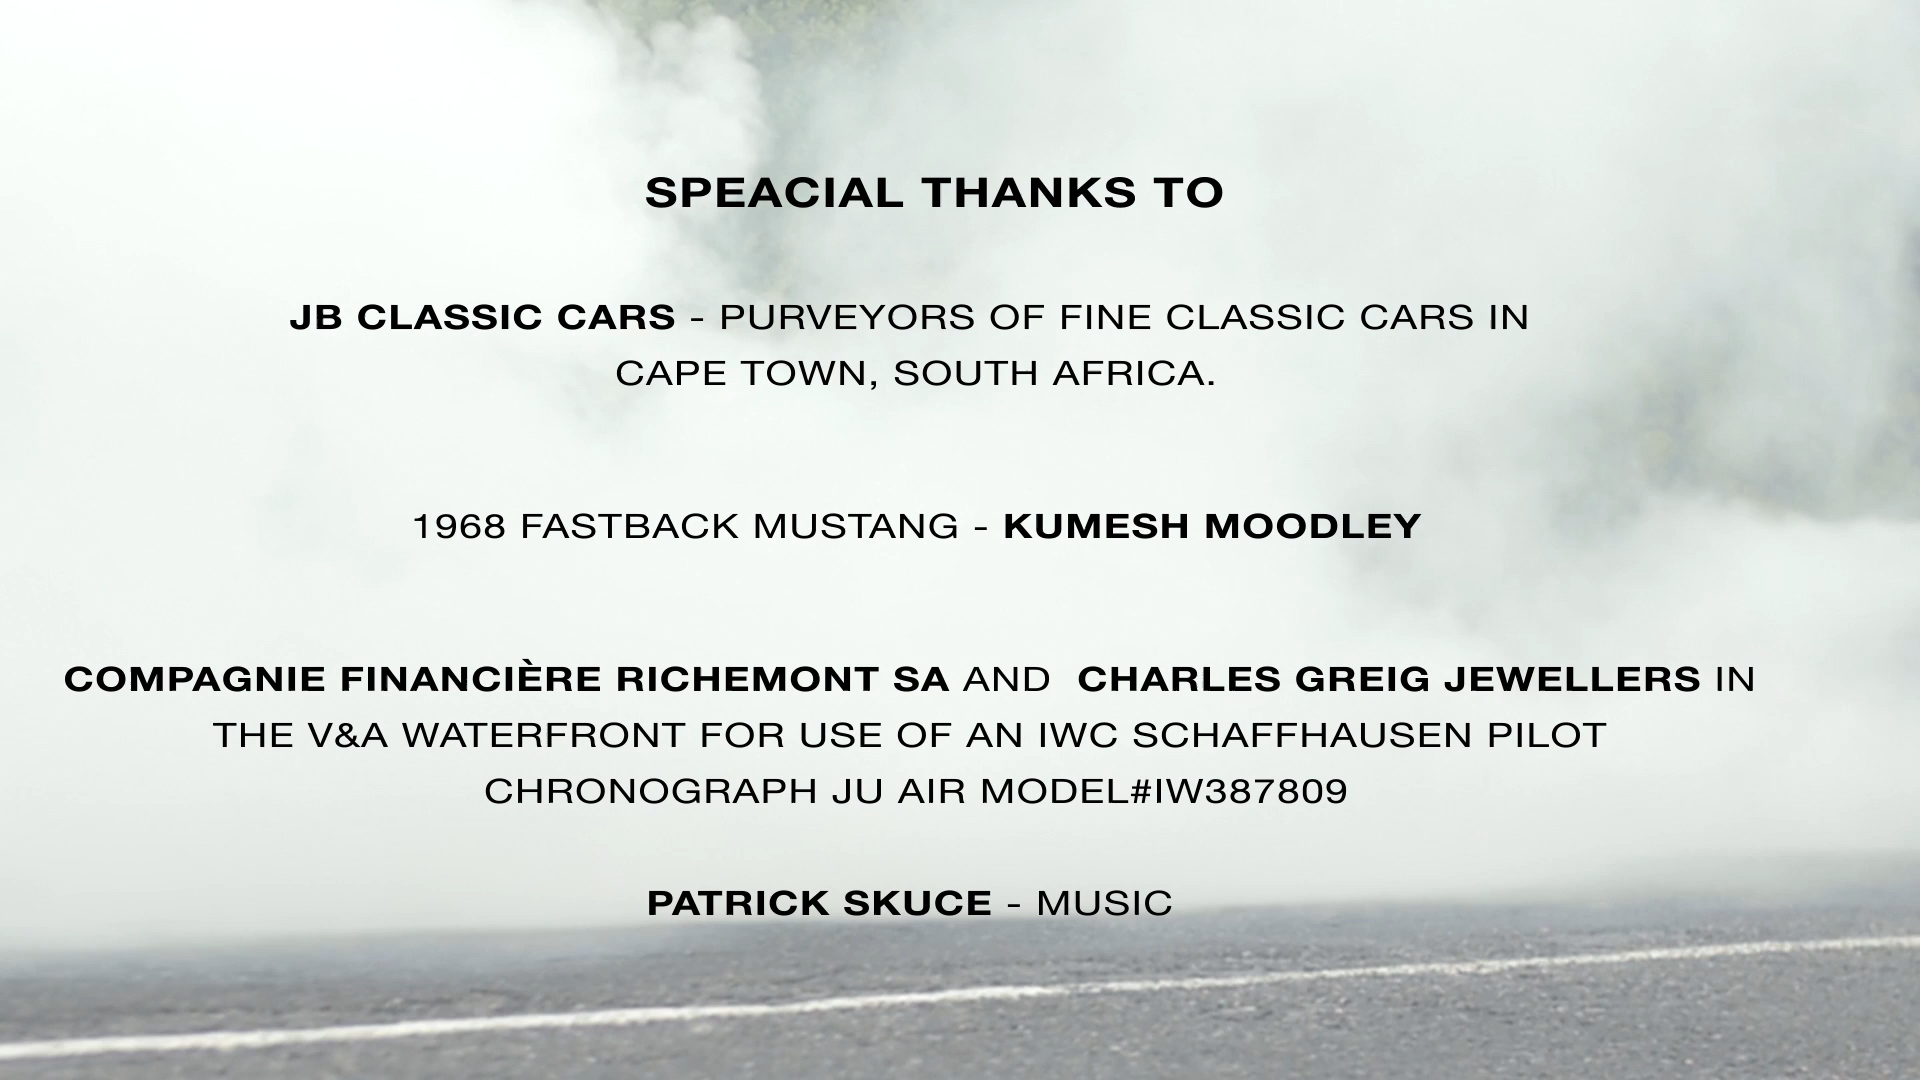 SPEACIAL THANKS TO
JB CLASSIC CARS - PURVEYORS OF FINE CLASSIC CARS IN
CAPE TOWN, SOUTH AFRICA.
1968 FASTBACK MUSTANG - KUMESH MOODLEY
COMPAGNIE FINANCIÈRE RICHEMONT SA AND CHARLES GREIG JEWELLERS IN
THE V&A WATERFRONT FOR USE OF AN IWC SCHAFFHAUSEN PILOT
CHRONOGRAPH JU AIR MODEL#IW387809
PATRICK SKUCE - MUSIC